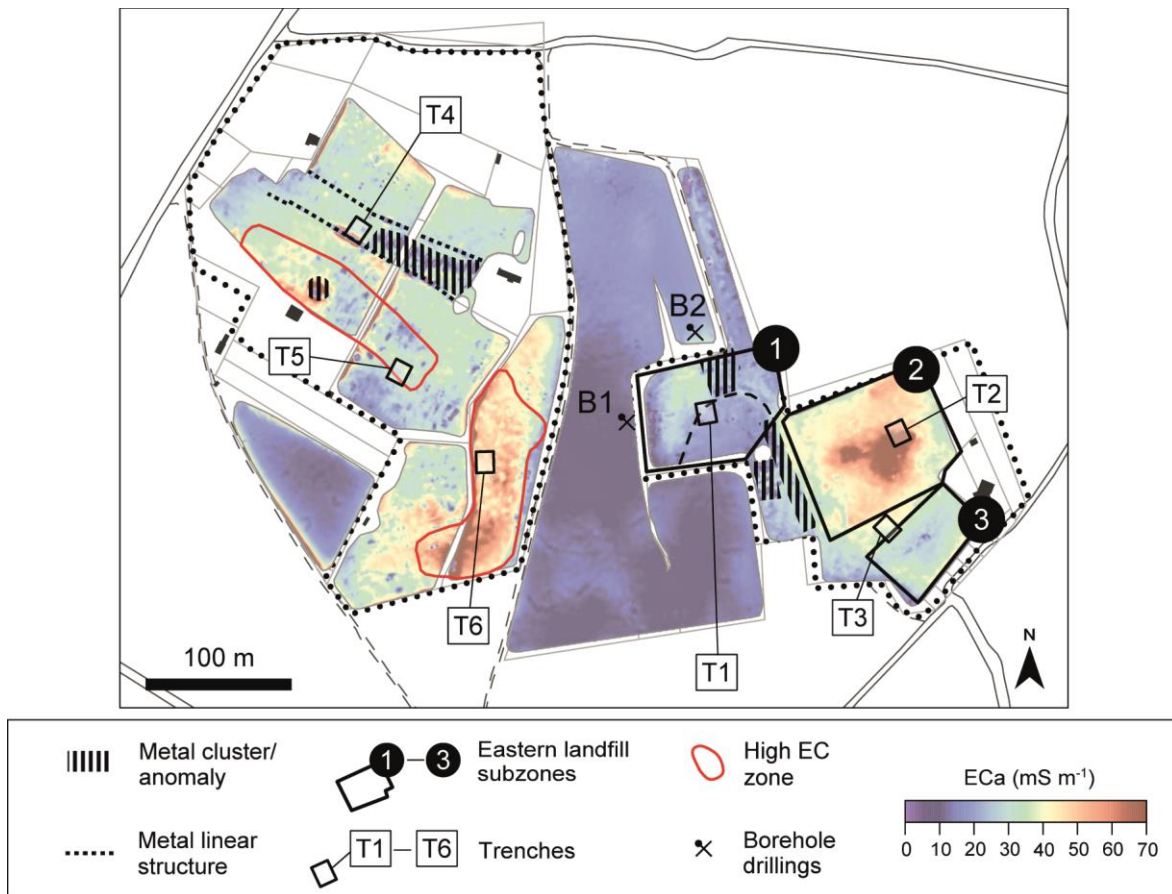 T4
B2
1
2
T2
T5
B1
3
T6
T1
T3
N
100 m
Metal cluster/
anomaly
1 – 3
Eastern landfill
subzones
High EC
zone
ECa (mS m⁻¹)
0 10 20 30 40 50 60 70
Metal linear
structure
T1 – T6
Trenches
Borehole
drillings